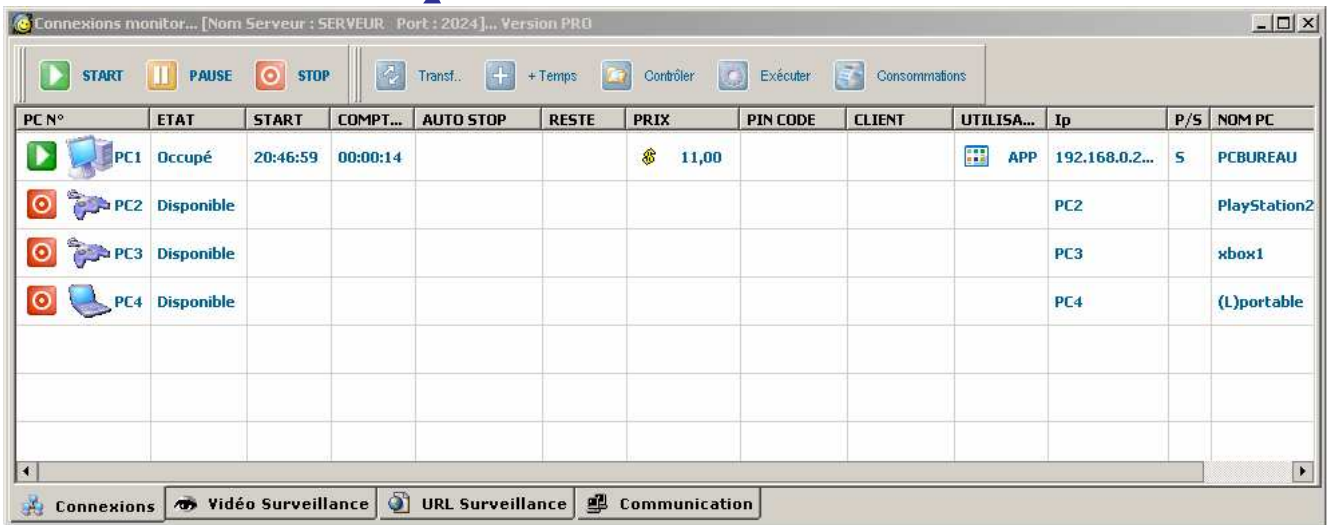 Connexions monitor... [Nom Serveur : SERVEUR Port : 2024]... Version PRO
START PAUSE STOP Transf.. + Temps Contrôler Exécuter Consommations
PC N° ETAT START COMPT... AUTO STOP RESTE PRIX PIN CODE CLIENT UTILISA... Ip P/S NOM PC
PC1 Occupé 20:46:59 00:00:14 11,00 APP 192.168.0.2... S PCBUREAU
PC2 Disponible PC2 PlayStation2
PC3 Disponible PC3 xbox1
PC4 Disponible PC4 (L)portable
Connexions Vidéo Surveillance URL Surveillance Communication